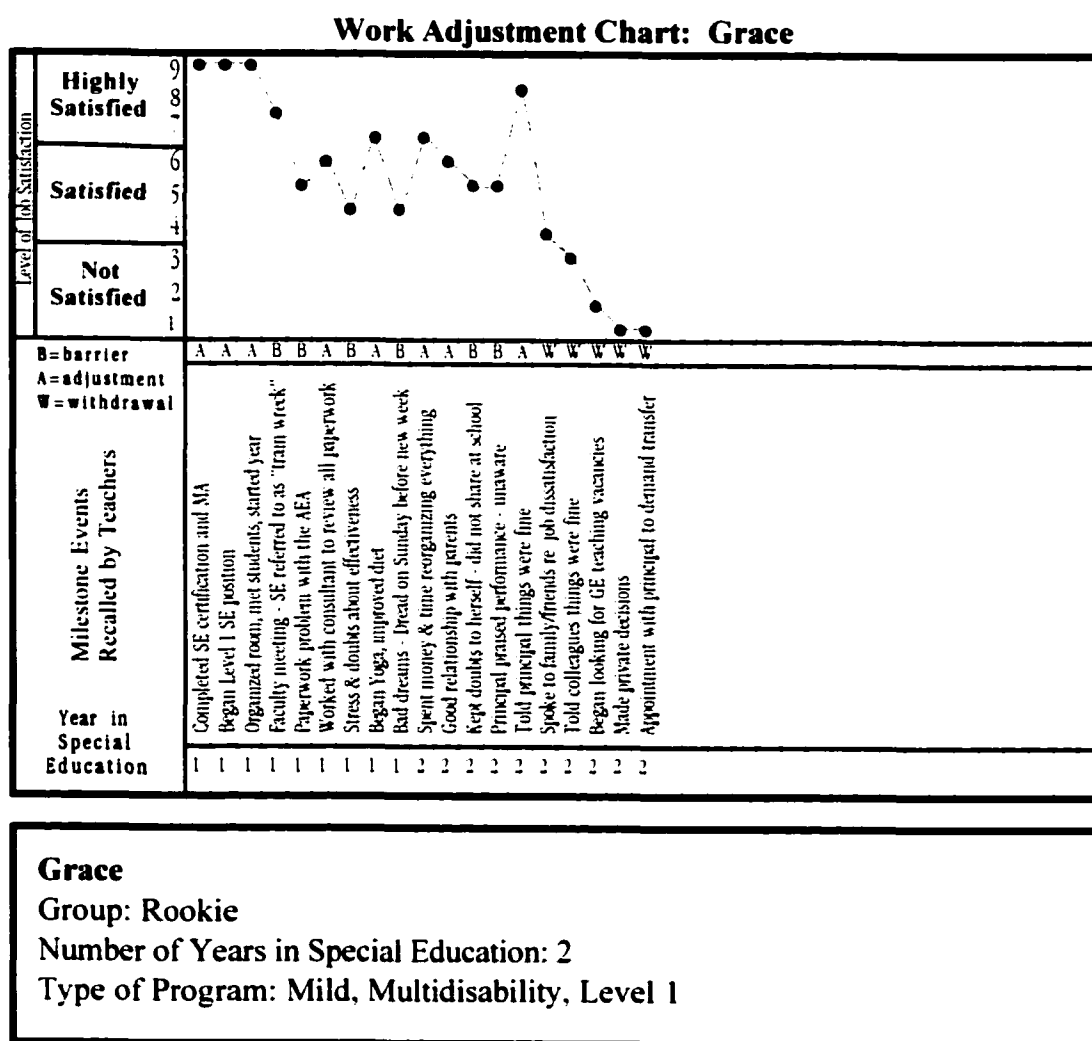 Work Adjustment Chart: Grace
Level of Job Satisfaction
Highly
Satisfied
9
8
Satisfied
6
5
4
Not
Satisfied
3
2
1
B=barrier
A=adjustment
W=withdrawal
A A A B B A B A B A A B B A W W W W W
Milestone Events
Recalled by Teachers
Completed SE certification and MA
Began Level 1 SE position
Organized room, met students, started year
Faculty meeting - SE referred to as "train wreck"
Paperwork problem with the AEA
Worked with consultant to review all paperwork
Stress & doubts about effectiveness
Began Yoga, improved diet
Bad dreams - Dread on Sunday before new week
Spent money & time reorganizing everything
Good relationship with parents
Kept doubts to herself - did not share at school
Principal praised performance - unaware
Told principal things were fine
Spoke to family/friends re job dissatisfaction
Told colleagues things were fine
Began looking for GE teaching vacancies
Made private decisions
Appointment with principal to demand transfer
Year in
Special
Education
1 1 1 1 1 1 1 1 1 2 2 2 2 2 2 2 2 2 2
Grace
Group: Rookie
Number of Years in Special Education: 2
Type of Program: Mild, Multidisability, Level 1